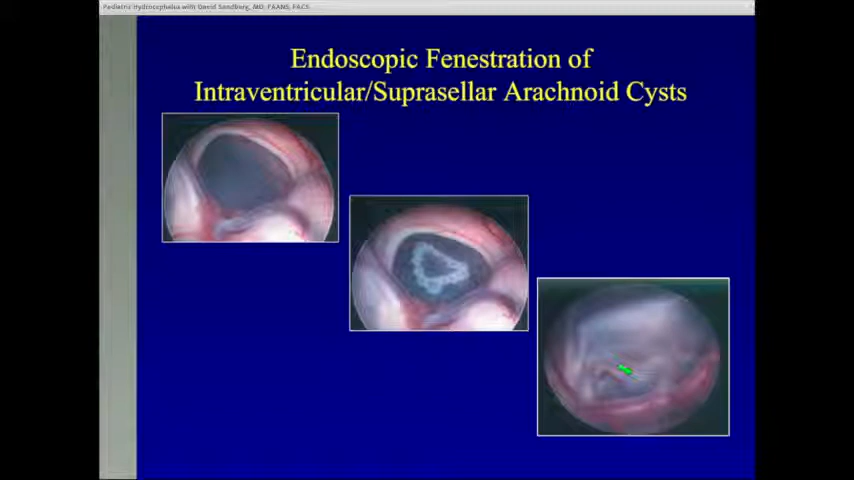 Pediatric Hydrocephalus with David Sandberg, MD, FAANS, FACS
Endoscopic Fenestration of
Intraventricular/Suprasellar Arachnoid Cysts